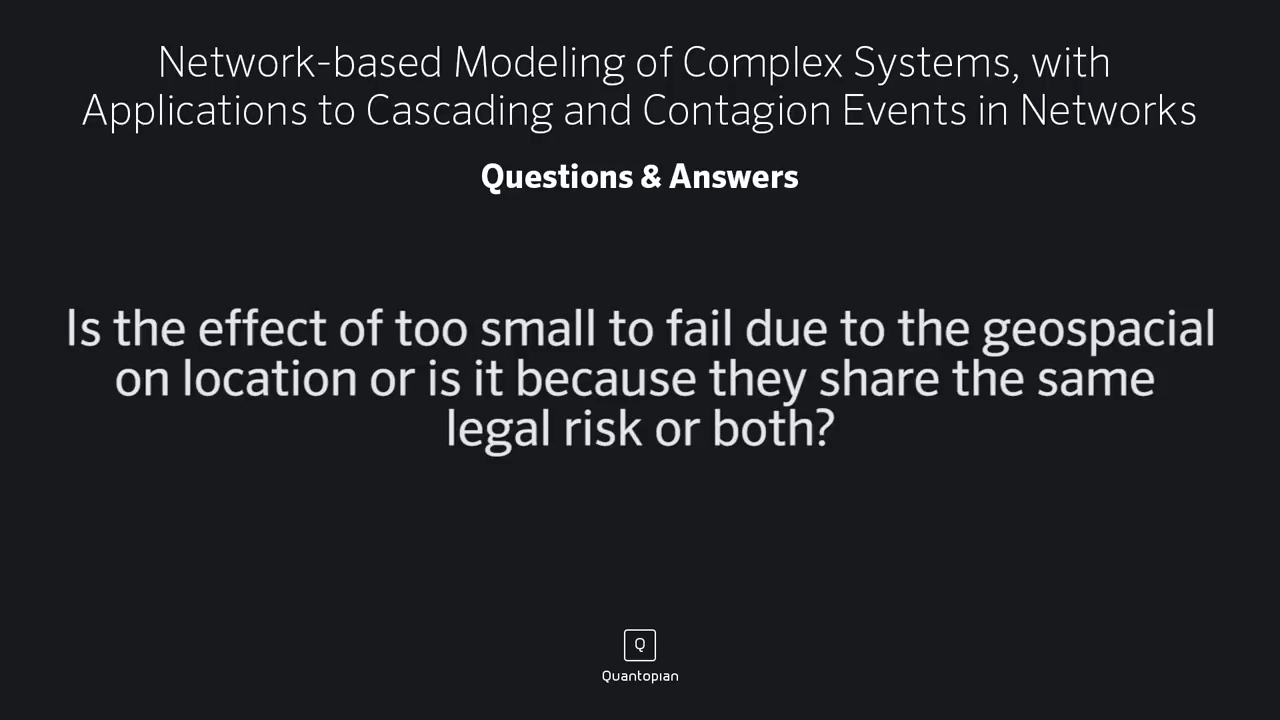 Network-based Modeling of Complex Systems, with
Applications to Cascading and Contagion Events in Networks
Questions & Answers
Is the effect of too small to fail due to the geospacial
on location or is it because they share the same
legal risk or both?
Q
Quantopian